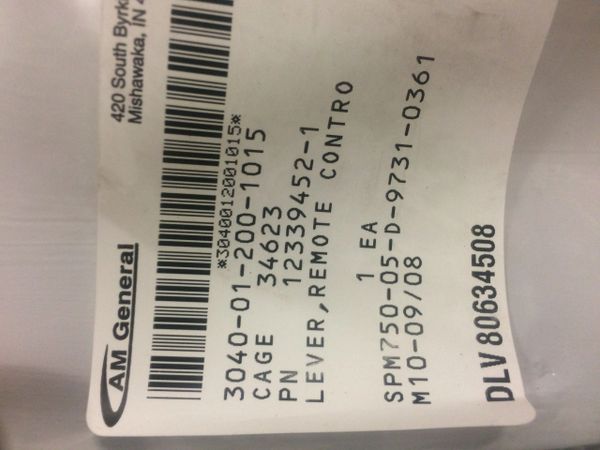 AM General
420 South Byrk
Mishawaka, IN 4
*3040012001015*
3040-01-200-1015
CAGE 34623
PN 12339452-1
LEVER,REMOTE CONTRO
1 EA
SPM750-05-D-9731-0361
M10-09/08
DLV 80634508